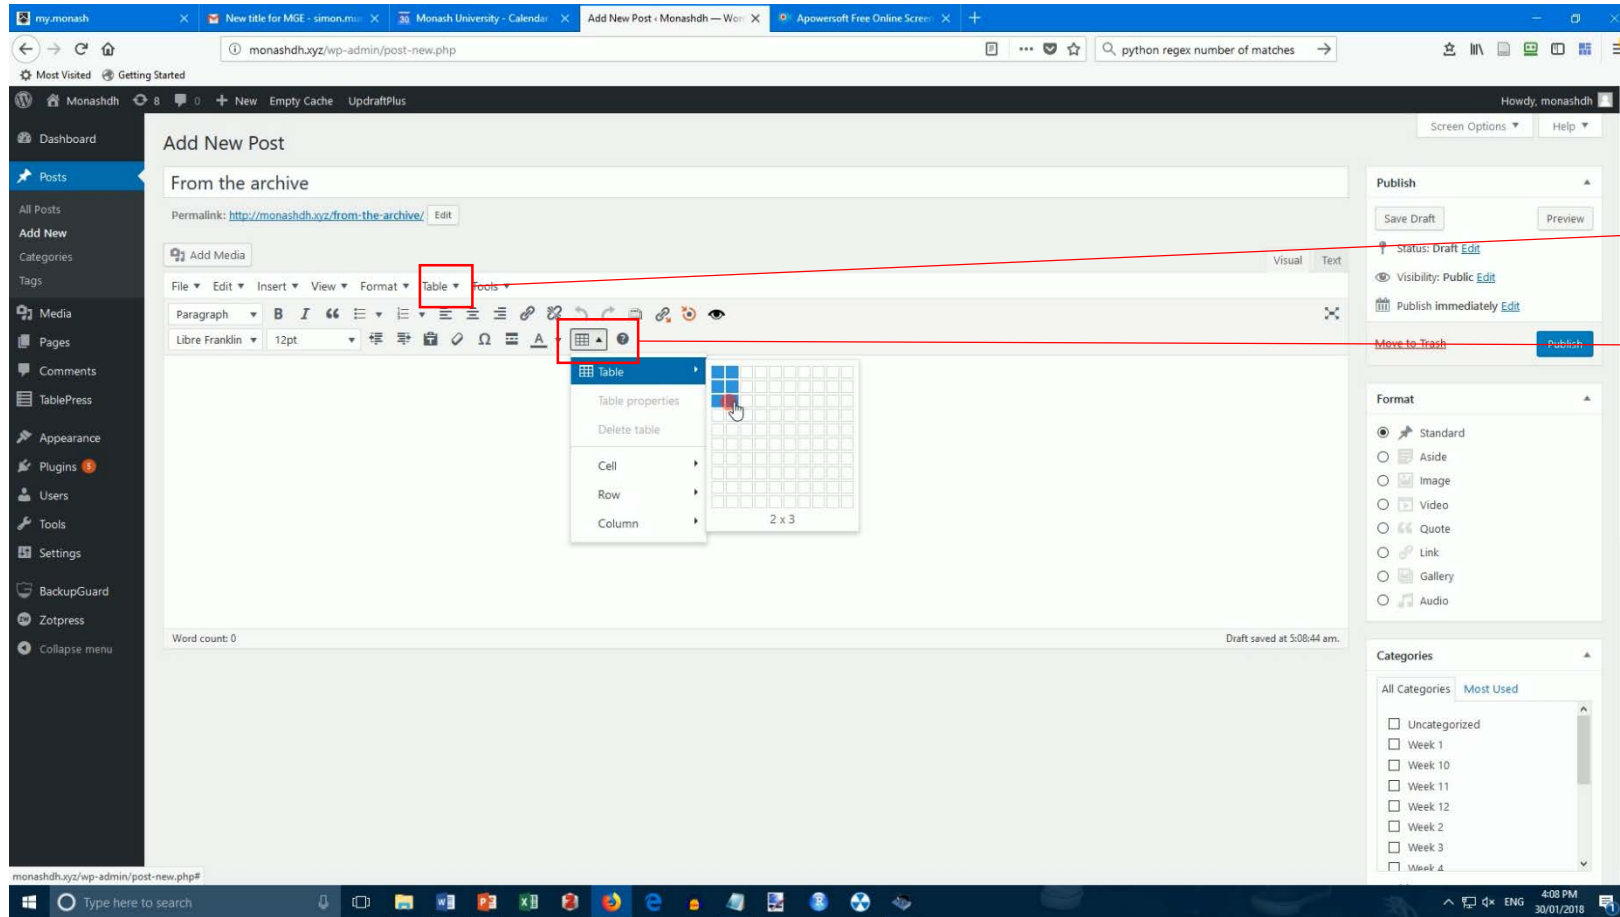 my.monash
New title for MGE - simon.mu
Monash University - Calendar
Add New Post ‹ Monashdh — Wor
Apowersoft Free Online Screen
monashdh.xyz/wp-admin/post-new.php
python regex number of matches
Most Visited
Getting Started
Monashdh
8
0
New
Empty Cache
UpdraftPlus
Howdy, monashdh
Screen Options
Help
Dashboard
Posts
All Posts
Add New
Categories
Tags
Media
Pages
Comments
TablePress
Appearance
Plugins 5
Users
Tools
Settings
BackupGuard
Zotpress
Collapse menu
Add New Post
From the archive
Permalink: http://monashdh.xyz/from-the-archive/ Edit
Add Media
Visual Text
File Edit Insert View Format Table Tools
Paragraph
B I
Libre Franklin 12pt
Ω A
Table
Table properties
Delete table
Cell
Row
Column
2 x 3
Word count: 0
Draft saved at 5:08:44 am.
Publish
Save Draft
Preview
Status: Draft Edit
Visibility: Public Edit
Publish immediately Edit
Move to Trash
Publish
Format
Standard
Aside
Image
Video
Quote
Link
Gallery
Audio
Categories
All Categories Most Used
Uncategorized
Week 1
Week 10
Week 11
Week 12
Week 2
Week 3
Week 4
monashdh.xyz/wp-admin/post-new.php#
Type here to search
ENG
4:08 PM
30/01/2018